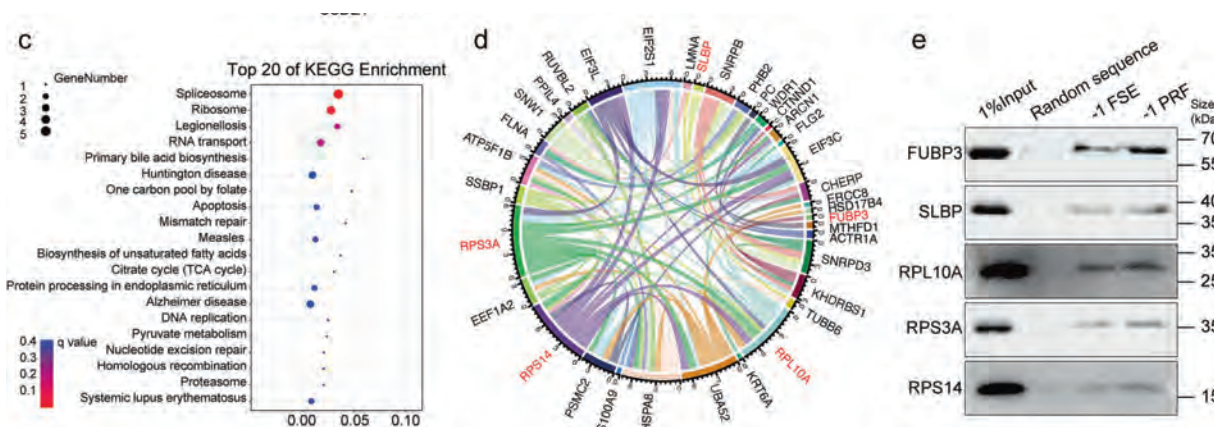 c
GeneNumber
1
2
3
4
5
Top 20 of KEGG Enrichment
Spliceosome
Ribosome
Legionellosis
RNA transport
Primary bile acid biosynthesis
Huntington disease
One carbon pool by folate
Apoptosis
Mismatch repair
Measles
Biosynthesis of unsaturated fatty acids
Citrate cycle (TCA cycle)
Protein processing in endoplasmic reticulum
Alzheimer disease
DNA replication
Pyruvate metabolism
Nucleotide excision repair
Homologous recombination
Proteasome
Systemic lupus erythematosus
0.4
0.3
0.2
0.1
q value
0.00
0.05
0.10
d
EIF2S1
LMNA
SLBP
SNRPB
PHB2
PC
WDR1
CTNND1
ARCN1
FLG2
EIF3C
CHERP
ERCC8
HSD17B4
FUBP3
MTHFD1
ACTR1A
SNRPD3
KHDRBS1
TUBB6
RPL10A
KRT6A
UBA52
HSPA8
S100A9
PSMC2
RPS14
EEF1A2
RPS3A
SSBP1
ATP5F1B
FLNA
SNW1
PPIL4
RUVBL2
EIF3L
e
1%Input
Random sequence
-1 FSE
-1 PRF
Size
(kDa
FUBP3
70
55
SLBP
40
35
RPL10A
35
25
RPS3A
35
RPS14
15